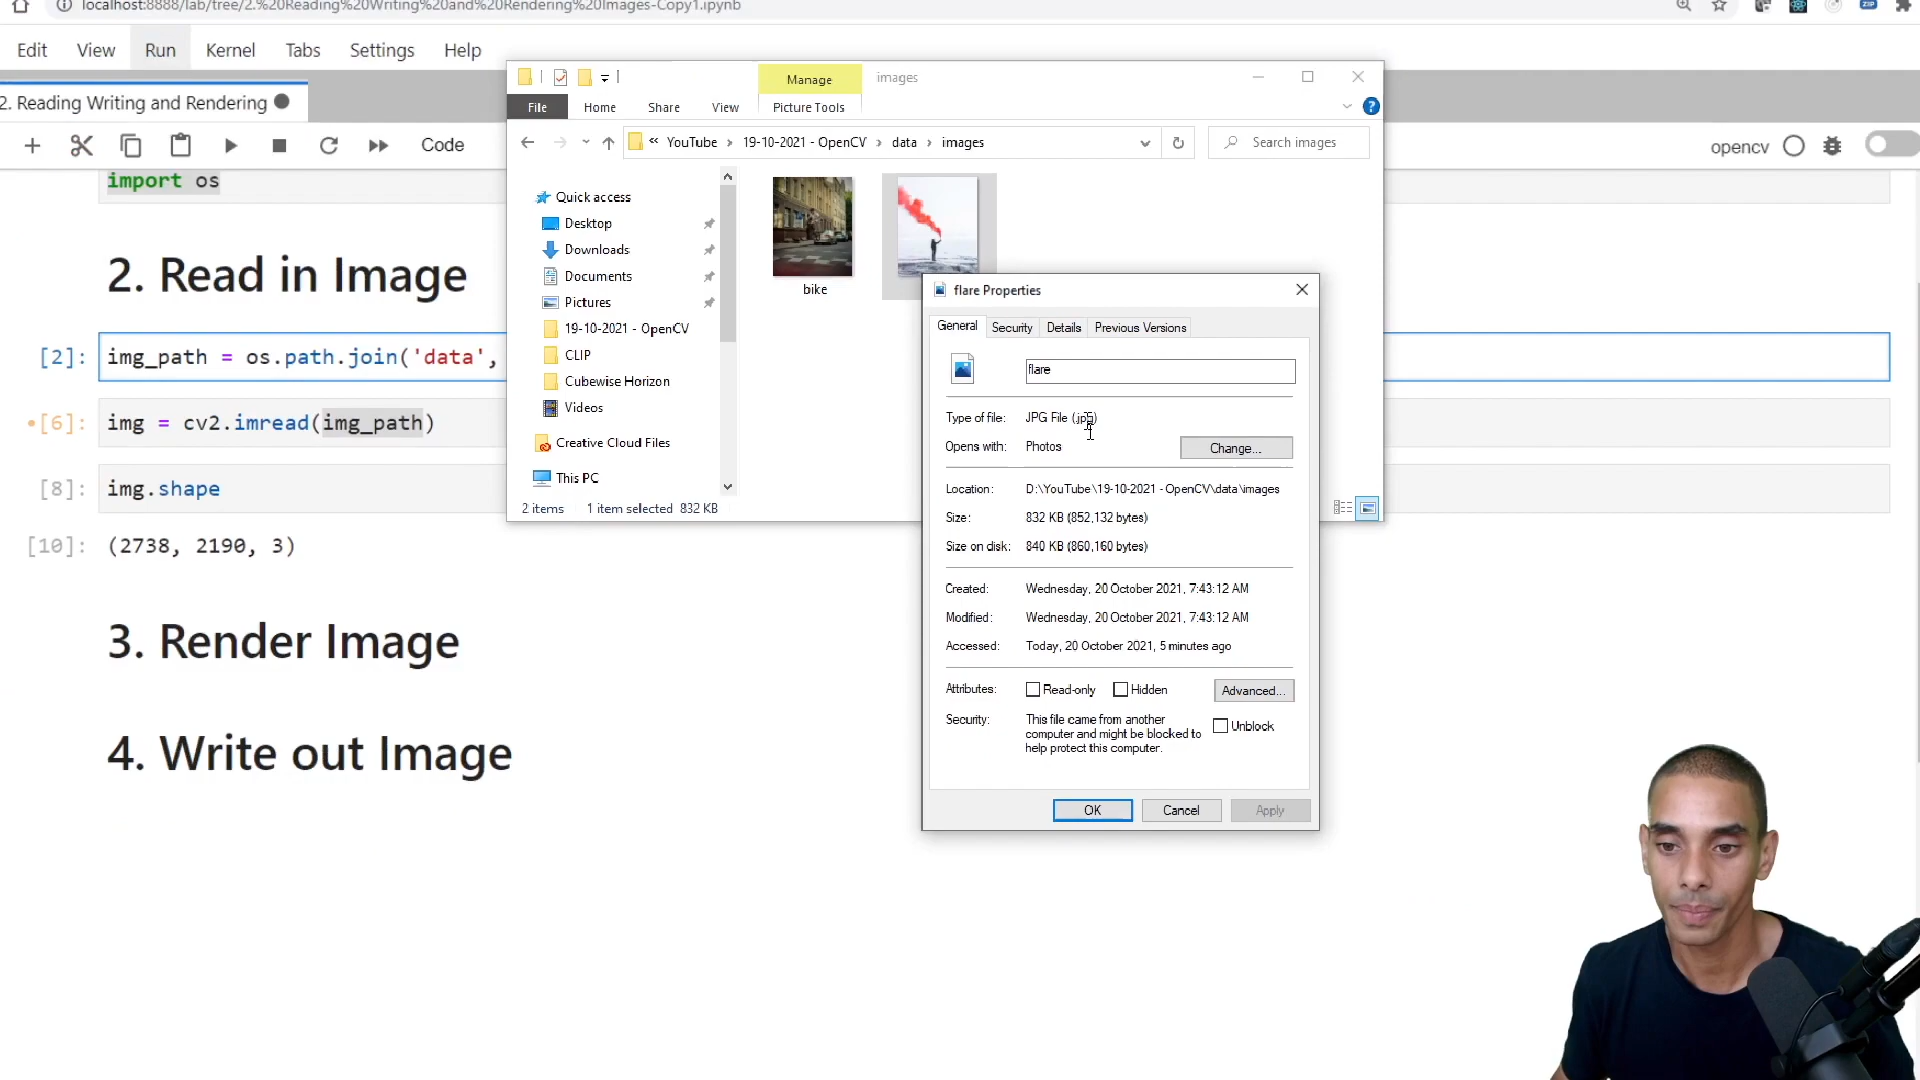 localhost:8888/lab/tree/2.%20Reading%20Writing%20and%20Rendering%20Images-Copy1.ipynb
Edit View Run Kernel Tabs Settings Help
2. Reading Writing and Rendering
Code
opencv
import os
2. Read in Image
[2]: img_path = os.path.join('data',
[6]: img = cv2.imread(img_path)
[8]: img.shape
[10]: (2738, 2190, 3)
3. Render Image
4. Write out Image
Manage images
File Home Share View Picture Tools
« YouTube › 19-10-2021 - OpenCV › data › images
Search images
Quick access
Desktop
Downloads
Documents
Pictures
19-10-2021 - OpenCV
CLIP
Cubewise Horizon
Videos
Creative Cloud Files
This PC
bike
2 items 1 item selected 832 KB
flare Properties
General Security Details Previous Versions
flare
Type of file: JPG File (.jpg)
Opens with: Photos Change...
Location: D:\YouTube\19-10-2021 - OpenCV\data\images
Size: 832 KB (852,132 bytes)
Size on disk: 840 KB (860,160 bytes)
Created: Wednesday, 20 October 2021, 7:43:12 AM
Modified: Wednesday, 20 October 2021, 7:43:12 AM
Accessed: Today, 20 October 2021, 5 minutes ago
Attributes: Read-only Hidden Advanced...
Security: This file came from another
computer and might be blocked to
help protect this computer.
Unblock
OK Cancel Apply
ZIP